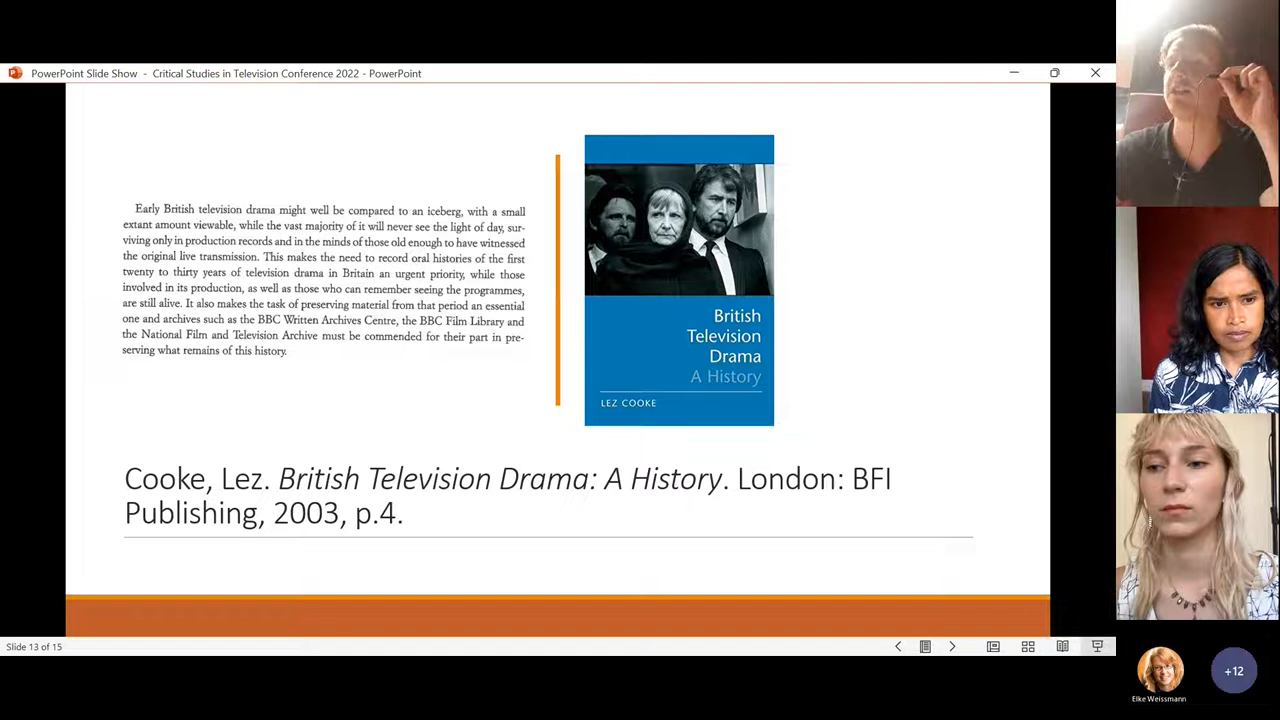 PowerPoint Slide Show - Critical Studies in Television Conference 2022 - PowerPoint
Early British television drama might well be compared to an iceberg, with a small
extant amount viewable, while the vast majority of it will never see the light of day, sur-
viving only in production records and in the minds of those old enough to have witnessed
the original live transmission. This makes the need to record oral histories of the first
twenty to thirty years of television drama in Britain an urgent priority, while those
involved in its production, as well as those who can remember seeing the programmes,
are still alive. It also makes the task of preserving material from that period an essential
one and archives such as the BBC Written Archives Centre, the BBC Film Library and
the National Film and Television Archive must be commended for their part in pre-
serving what remains of this history.
British
Television
Drama
A History
LEZ COOKE
Cooke, Lez. British Television Drama: A History. London: BFI
Publishing, 2003, p.4.
Slide 13 of 15
Elke Weissmann
+12